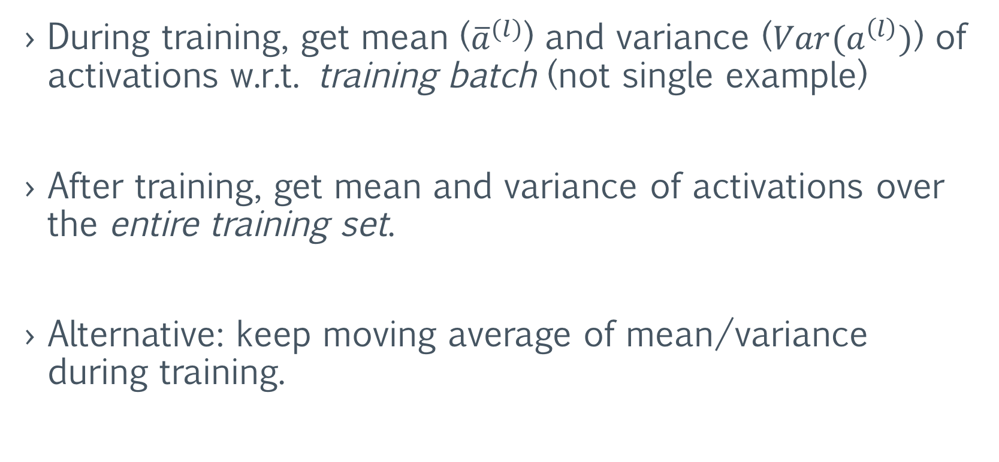 › During training, get mean (ā⁽ˡ⁾) and variance (Var(a⁽ˡ⁾)) of
activations w.r.t. training batch (not single example)
› After training, get mean and variance of activations over
the entire training set.
› Alternative: keep moving average of mean/variance
during training.